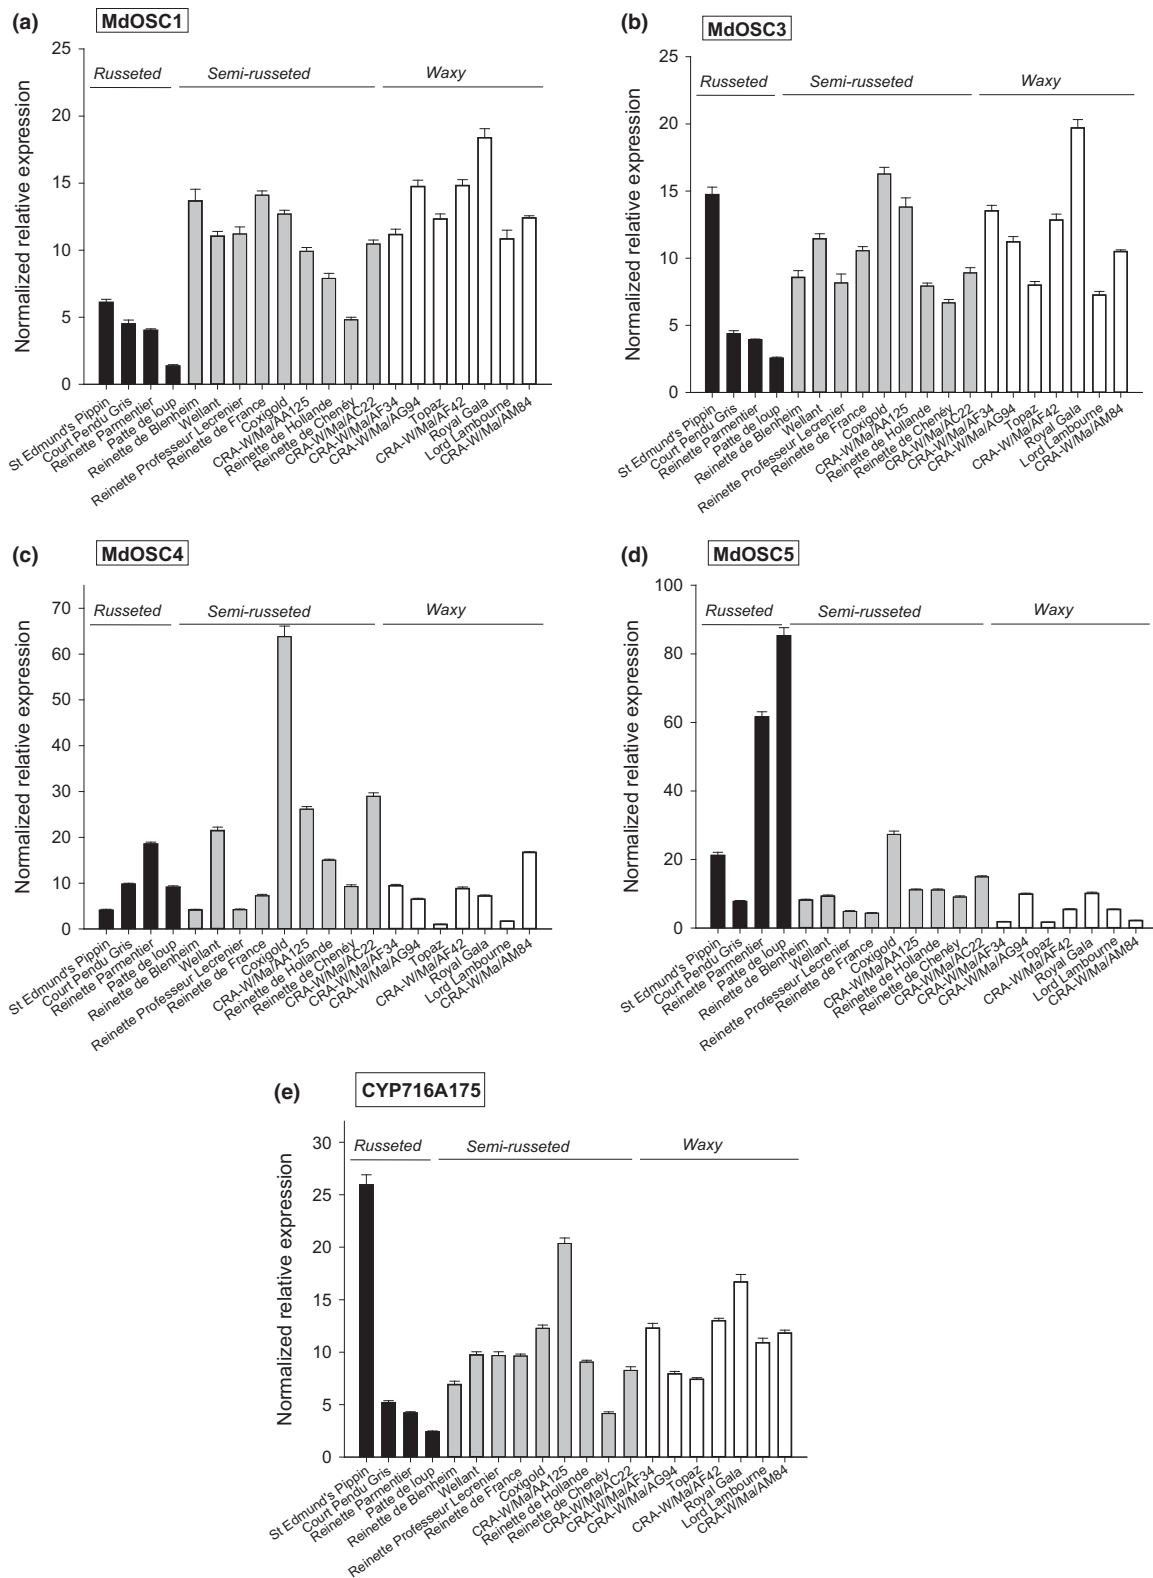 (a) MdOSC1
25
20
15
10
5
0
Normalized relative expression
Russeted Semi-russeted Waxy
St Edmund's Pippin
Court Pendu Gris
Reinette Parmentier
Patte de loup
Reinette de Blenheim
Wellant
Reinette Professeur Lecrenier
Reinette de France
Coxigold
CRA-W/Ma/AA125
Reinette de Hollande
Reinette de Chenéy
CRA-W/Ma/AC22
CRA-W/Ma/AF34
CRA-W/Ma/AG94
Topaz
CRA-W/Ma/AF42
Royal Gala
Lord Lambourne
CRA-W/Ma/AM84
(b) MdOSC3
25
20
15
10
5
0
Normalized relative expression
Russeted Semi-russeted Waxy
St Edmund's Pippin
Court Pendu Gris
Reinette Parmentier
Patte de loup
Reinette de Blenheim
Wellant
Reinette Professeur Lecrenier
Reinette de France
Coxigold
CRA-W/Ma/AA125
Reinette de Hollande
Reinette de Chenéy
CRA-W/Ma/AC22
CRA-W/Ma/AF34
CRA-W/Ma/AG94
Topaz
CRA-W/Ma/AF42
Royal Gala
Lord Lambourne
CRA-W/Ma/AM84
(c) MdOSC4
70
60
50
40
30
20
10
0
Normalized relative expression
Russeted Semi-russeted Waxy
St Edmund's Pippin
Court Pendu Gris
Reinette Parmentier
Patte de loup
Reinette de Blenheim
Wellant
Reinette Professeur Lecrenier
Reinette de France
Coxigold
CRA-W/Ma/AA125
Reinette de Hollande
Reinette de Chenéy
CRA-W/Ma/AC22
CRA-W/Ma/AF34
CRA-W/Ma/AG94
Topaz
CRA-W/Ma/AF42
Royal Gala
Lord Lambourne
CRA-W/Ma/AM84
(d) MdOSC5
100
80
60
40
20
0
Normalized relative expression
Russeted Semi-russeted Waxy
St Edmund's Pippin
Court Pendu Gris
Reinette Parmentier
Patte de loup
Reinette de Blenheim
Wellant
Reinette Professeur Lecrenier
Reinette de France
Coxigold
CRA-W/Ma/AA125
Reinette de Hollande
Reinette de Chenéy
CRA-W/Ma/AC22
CRA-W/Ma/AF34
CRA-W/Ma/AG94
Topaz
CRA-W/Ma/AF42
Royal Gala
Lord Lambourne
CRA-W/Ma/AM84
(e) CYP716A175
30
25
20
15
10
5
0
Normalized relative expression
Russeted Semi-russeted Waxy
St Edmund's Pippin
Court Pendu Gris
Reinette Parmentier
Patte de loup
Reinette de Blenheim
Wellant
Reinette Professeur Lecrenier
Reinette de France
Coxigold
CRA-W/Ma/AA125
Reinette de Hollande
Reinette de Chenéy
CRA-W/Ma/AC22
CRA-W/Ma/AF34
CRA-W/Ma/AG94
Topaz
CRA-W/Ma/AF42
Royal Gala
Lord Lambourne
CRA-W/Ma/AM84